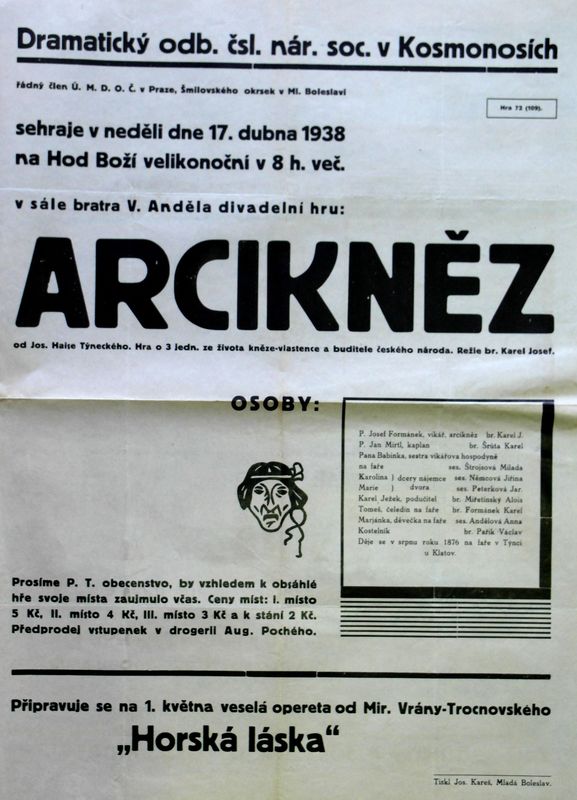 Dramatický odb. čsl. nár. soc. v Kosmonosích
řádný člen Ú. M. D. O. Č. v Praze, Šmilovského okrsek v Ml. Boleslavi
Hra 72 (109).
sehraje v neděli dne 17. dubna 1938
na Hod Boží velikonoční v 8 h. več.
v sále bratra V. Anděla divadelní hru:
ARCIKNĚZ
od Jos. Haise Týneckého. Hra o 3 jedn. ze života kněze-vlastence a buditele českého národa. Režie br. Karel Josef.
OSOBY:
P. Josef Formánek, vikář, arcikněz br. Karel J.
P. Jan Mirtl, kaplan br. Šrůta Karel
Pana Babinka, sestra vikářova hospodyně
na faře ses. Štrojsová Milada
Karolina } dcery nájemce ses. Němcová Jiřina
Marie } dvora ses. Peterková Jar.
Karel Ježek, podučitel br. Miřetinský Alois
Tomeš, čeledín na faře br. Formánek Karel
Marjánka, děvečka na faře ses. Andělová Anna
Kostelník br. Pařík Václav
Děje se v srpnu roku 1876 na faře v Týnci
u Klatov.
Prosíme P. T. obecenstvo, by vzhledem k obsáhlé
hře svoje místa zaujmulo včas. Ceny míst: I. místo
5 Kč, II. místo 4 Kč, III. místo 3 Kč a k stání 2 Kč.
Předprodej vstupenek v drogerii Aug. Pochého.
Připravuje se na 1. května veselá opereta od Mir. Vrány-Trocnovského
„Horská láska“
Tiskl Jos. Kareš, Mladá Boleslav.